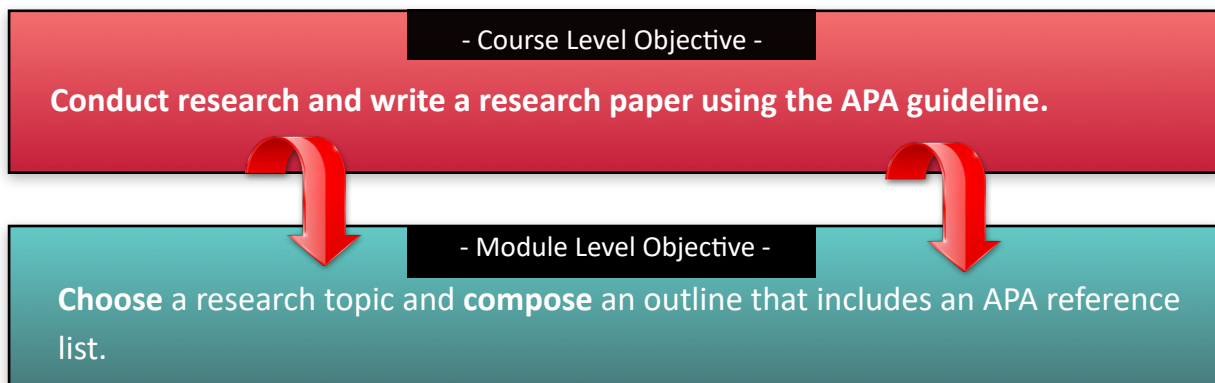 - Course Level Objective -
Conduct research and write a research paper using the APA guideline.
- Module Level Objective -
Choose a research topic and compose an outline that includes an APA reference
list.